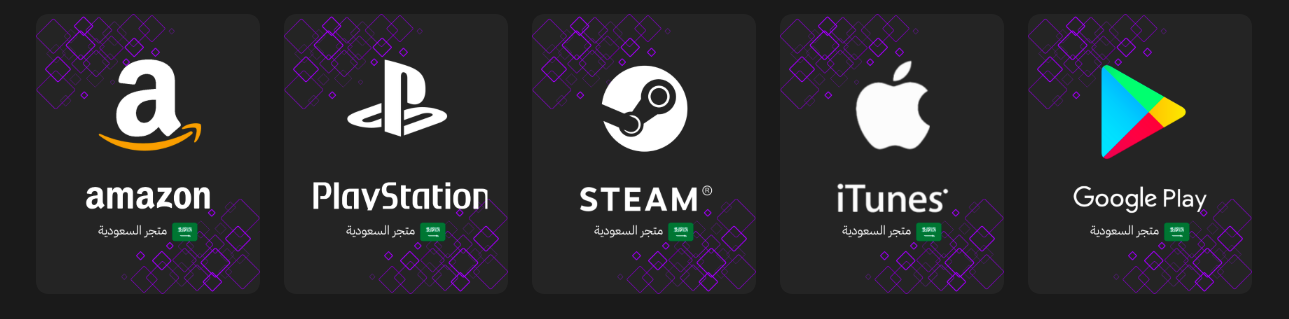 amazon
متجر السعودية
PlayStation
متجر السعودية
STEAM®
متجر السعودية
iTunes
متجر السعودية
Google Play
متجر السعودية